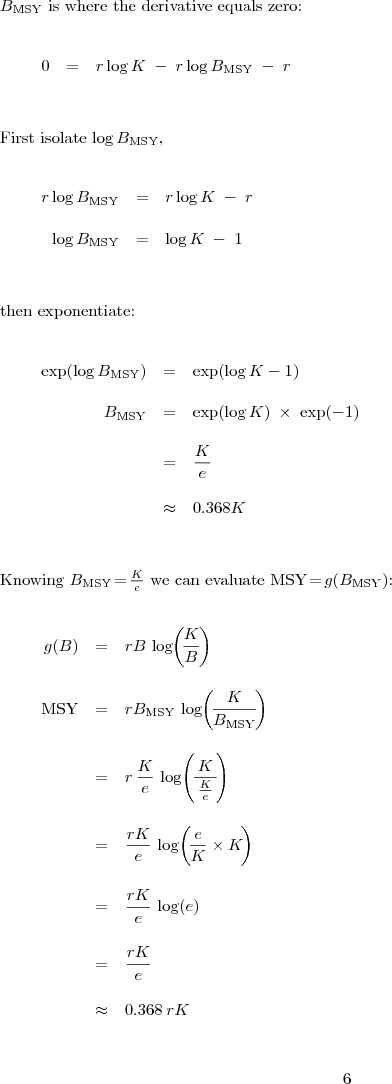 B_MSY is where the derivative equals zero:
0 = r log K − r log B_MSY − r
First isolate log B_MSY,
r log B_MSY = r log K − r
log B_MSY = log K − 1
then exponentiate:
exp(log B_MSY) = exp(log K − 1)
B_MSY = exp(log K) × exp(−1)
= K/e
≈ 0.368K
Knowing B_MSY = K/e we can evaluate MSY = g(B_MSY):
g(B) = rB log(K/B)
MSY = rB_MSY log(K/B_MSY)
= r K/e log(K/(K/e))
= rK/e log(e/K × K)
= rK/e log(e)
= rK/e
≈ 0.368 rK
6